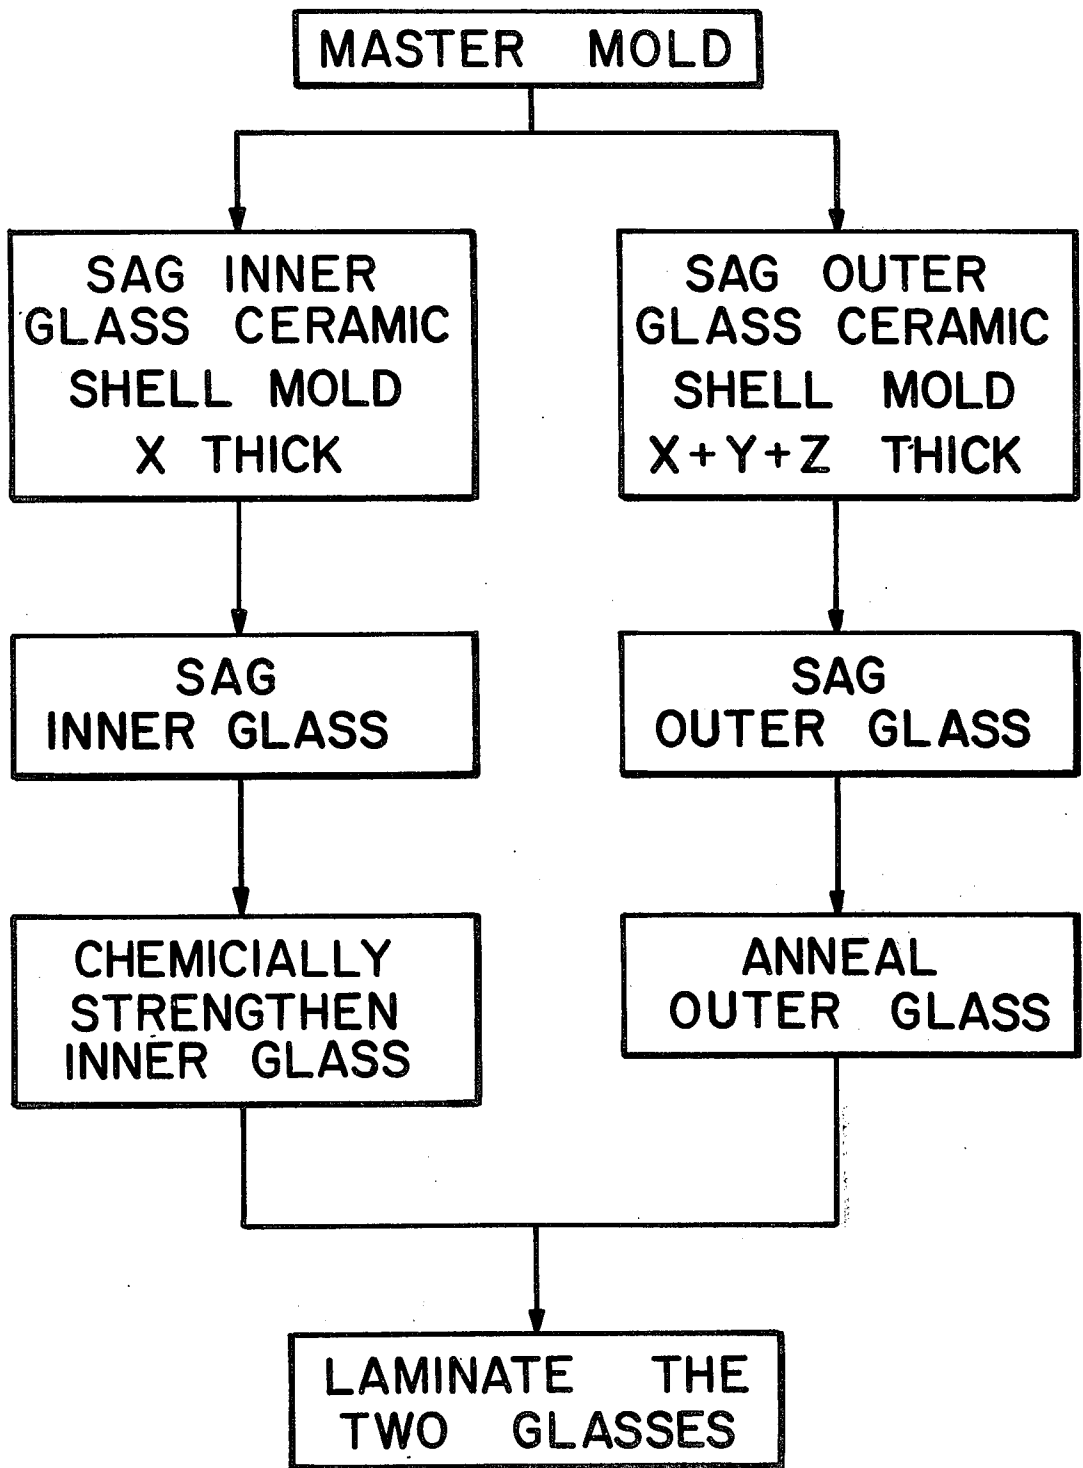 MASTER MOLD
SAG INNER
GLASS CERAMIC
SHELL MOLD
X THICK
SAG OUTER
GLASS CERAMIC
SHELL MOLD
X+Y+Z THICK
SAG
INNER GLASS
SAG
OUTER GLASS
CHEMICIALLY
STRENGTHEN
INNER GLASS
ANNEAL
OUTER GLASS
LAMINATE THE
TWO GLASSES